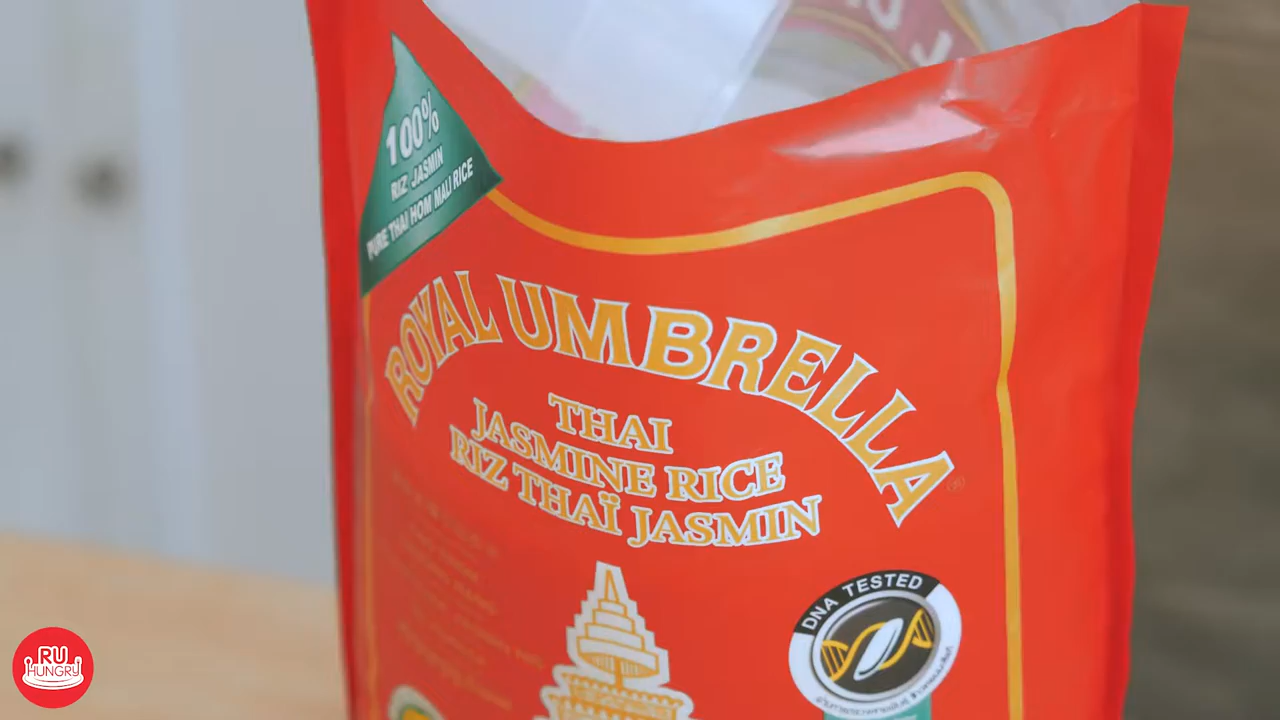 100%
RIZ JASMIN
PURE THAI HOM MALI RICE
ROYAL UMBRELLA
THAI
JASMINE RICE
RIZ THAÏ JASMIN
DNA TESTED
RU
HUNGRY